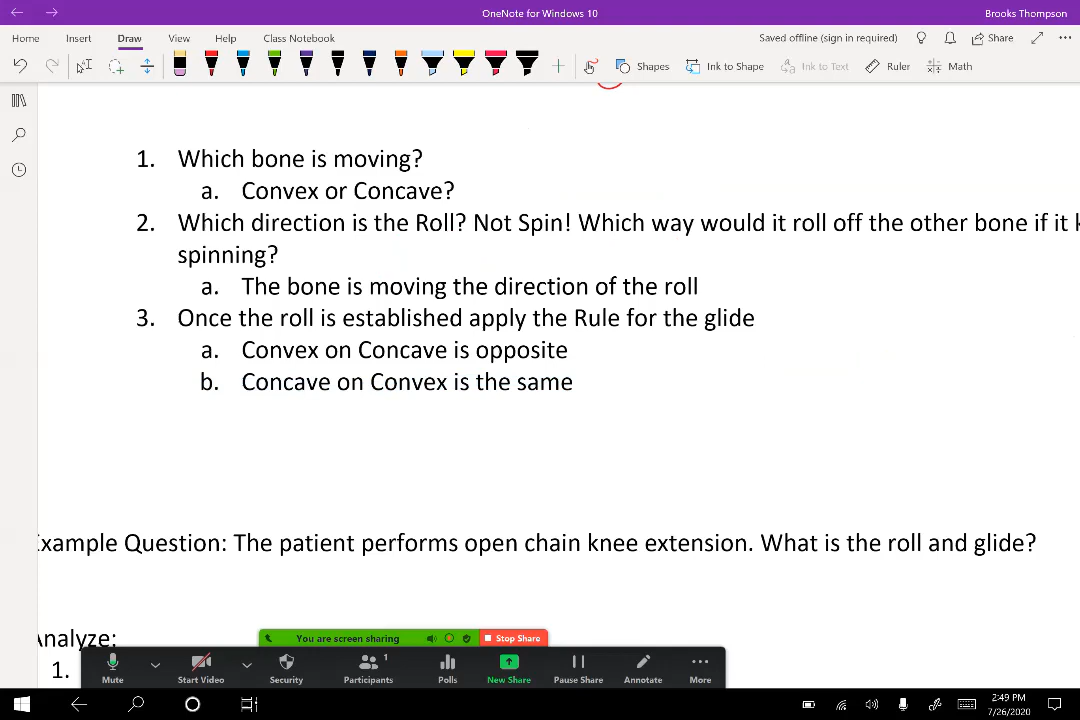 OneNote for Windows 10
Brooks Thompson
Home Insert Draw View Help Class Notebook
Saved offline (sign in required) Share
Shapes Ink to Shape Ink to Text Ruler Math
1. Which bone is moving?
a. Convex or Concave?
2. Which direction is the Roll? Not Spin! Which way would it roll off the other bone if it
spinning?
a. The bone is moving the direction of the roll
3. Once the roll is established apply the Rule for the glide
a. Convex on Concave is opposite
b. Concave on Convex is the same
Example Question: The patient performs open chain knee extension. What is the roll and glide?
Analyze:
You are screen sharing Stop Share
1.
1
Mute Start Video Security Participants Polls New Share Pause Share Annotate More
2:49 PM
7/26/2020